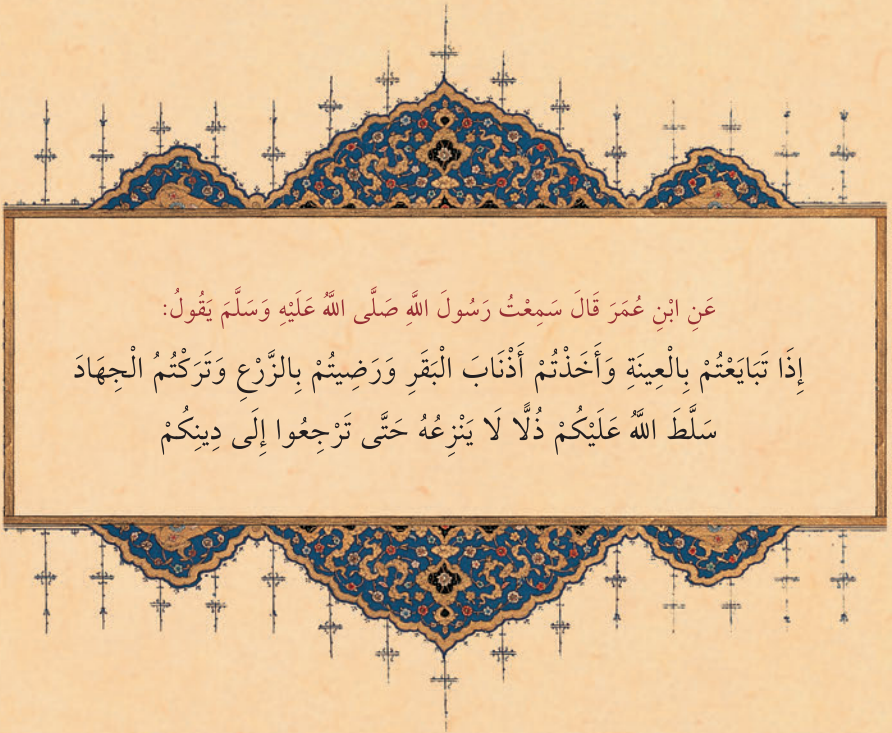 عَنِ ابْنِ عُمَرَ قَالَ سَمِعْتُ رَسُولَ اللَّهِ صَلَّى اللَّهُ عَلَيْهِ وَسَلَّمَ يَقُولُ:
إِذَا تَبَايَعْتُمْ بِالْعِينَةِ وَأَخَذْتُمْ أَذْنَابَ الْبَقَرِ وَرَضِيتُمْ بِالزَّرْعِ وَتَرَكْتُمُ الْجِهَادَ
سَلَّطَ اللَّهُ عَلَيْكُمْ ذُلًّا لَا يَنْزِعُهُ حَتَّى تَرْجِعُوا إِلَى دِينِكُمْ